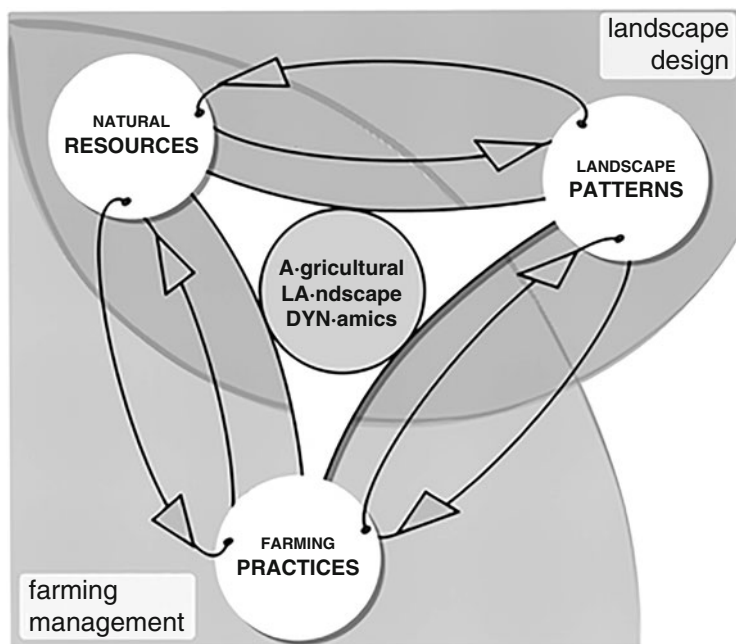 landscape
design
NATURAL
RESOURCES
LANDSCAPE
PATTERNS
A·gricultural
LA·ndscape
DYN·amics
FARMING
PRACTICES
farming
management